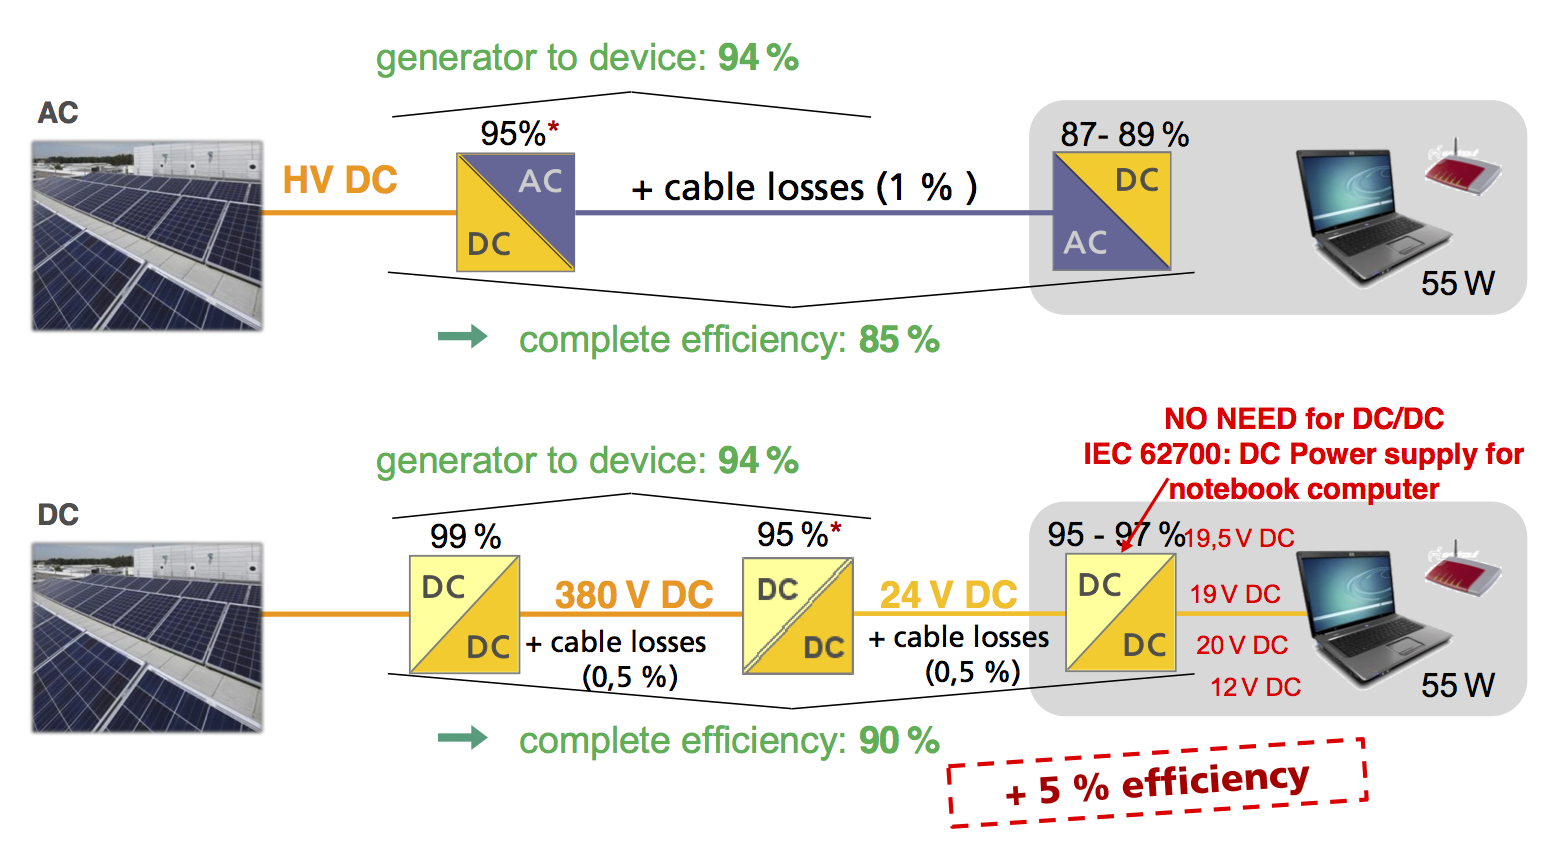 generator to device: 94 %
AC
95%*
87- 89 %
HV DC
AC
DC
+ cable losses (1 % )
DC
AC
55 W
complete efficiency: 85 %
NO NEED for DC/DC
IEC 62700: DC Power supply for
notebook computer
generator to device: 94 %
DC
99 %
95 %*
95 - 97 %
19,5 V DC
DC
DC
380 V DC
+ cable losses
(0,5 %)
DC
DC
24 V DC
+ cable losses
(0,5 %)
DC
DC
19 V DC
20 V DC
12 V DC
55 W
complete efficiency: 90 %
+ 5 % efficiency